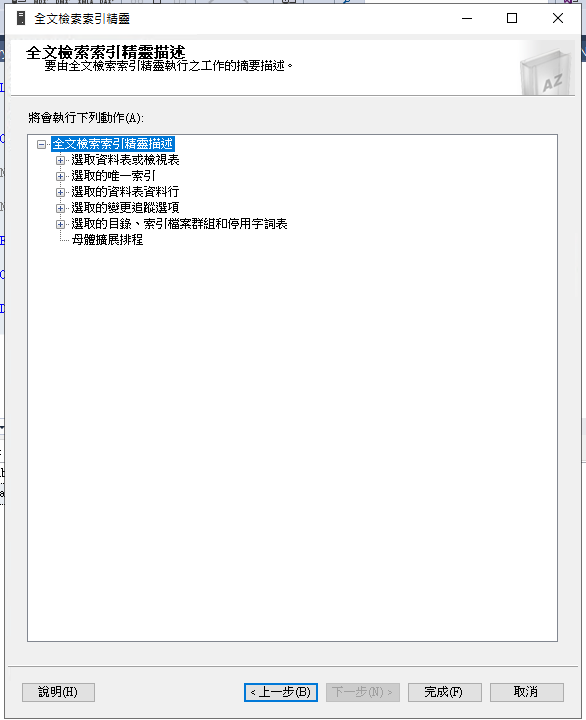 全文檢索索引精靈
全文檢索索引精靈描述
要由全文檢索索引精靈執行之工作的摘要描述。
AZ
將會執行下列動作(A):
全文檢索索引精靈描述
選取資料表或檢視表
選取的唯一索引
選取的資料表資料行
選取的變更追蹤選項
選取的目錄、索引檔案群組和停用字詞表
母體擴展排程
說明(H)
< 上一步(B)
下一步(N) >
完成(F)
取消